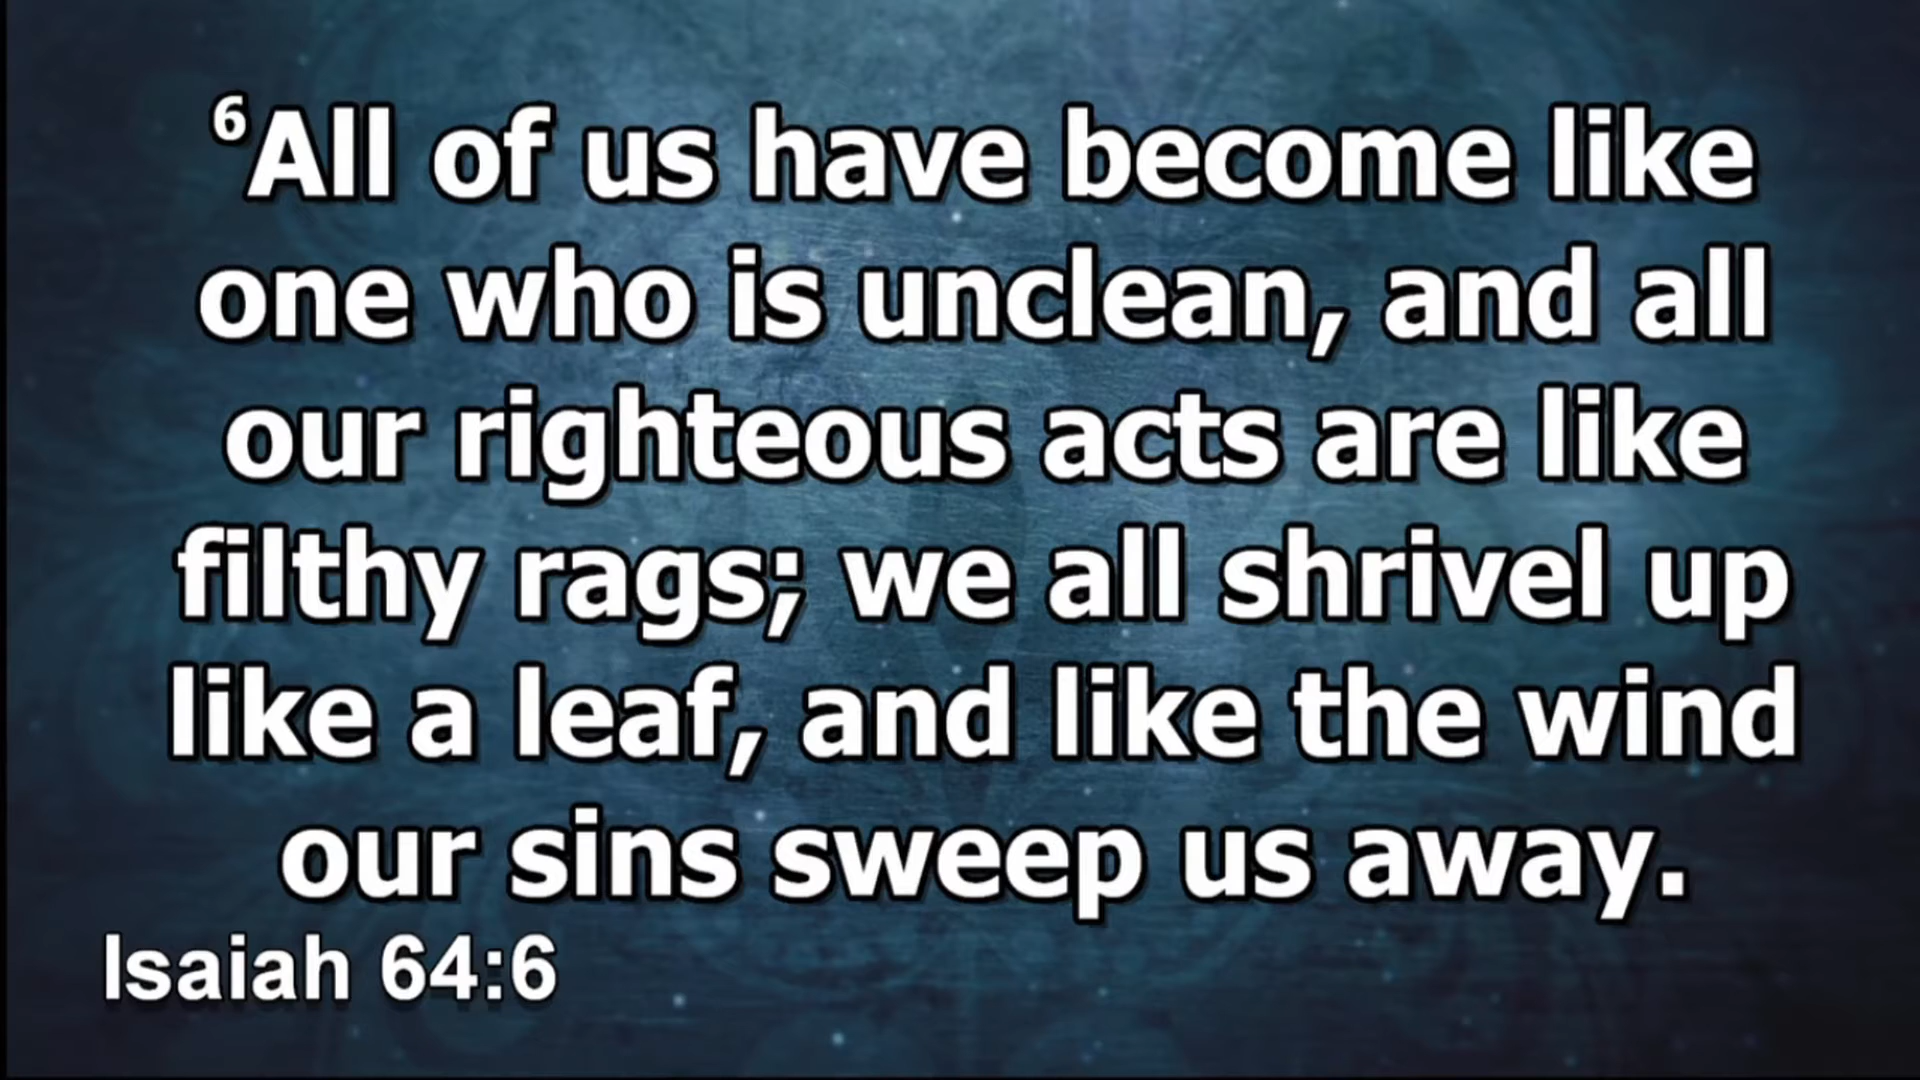 ⁶All of us have become like
one who is unclean, and all
our righteous acts are like
filthy rags; we all shrivel up
like a leaf, and like the wind
our sins sweep us away.
Isaiah 64:6